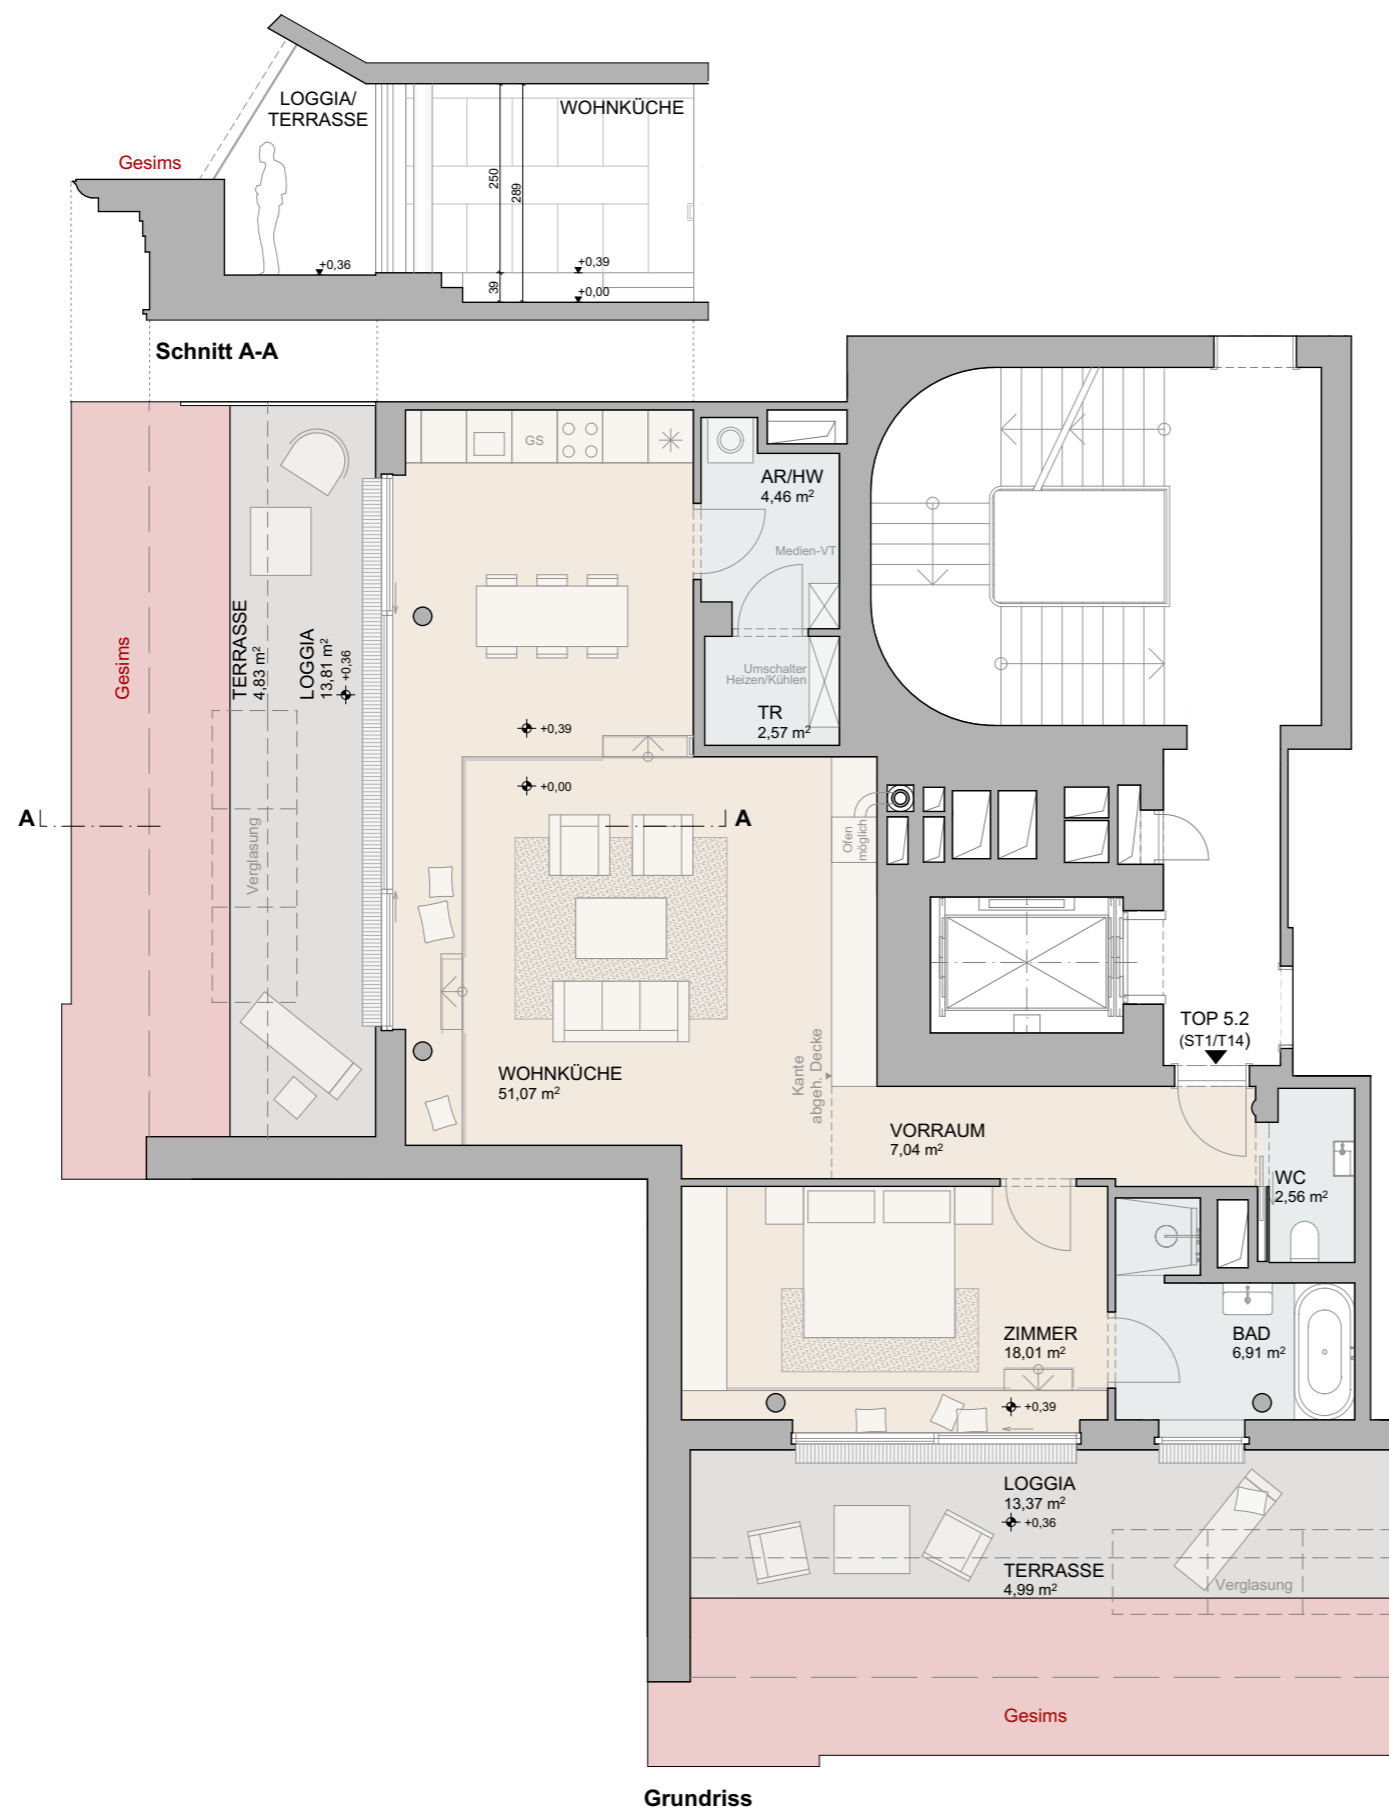 LOGGIA/
TERRASSE
WOHNKÜCHE
Gesims
250
289
+0,36
+0,39
39
+0,00
Schnitt A-A
GS
AR/HW
4,46 m²
Medien-VT
Umschalter
Heizen/Kühlen
TR
2,57 m²
Gesims
TERRASSE
4,83 m²
LOGGIA
13,81 m²
+0,36
+0,39
+0,00
A
A
Verglasung
Ofen
möglich
Kante
abgeh. Decke
WOHNKÜCHE
51,07 m²
TOP 5.2
(ST1/T14)
VORRAUM
7,04 m²
WC
2,56 m²
ZIMMER
18,01 m²
BAD
6,91 m²
+0,39
LOGGIA
13,37 m²
+0,36
TERRASSE
4,99 m²
Verglasung
Gesims
Grundriss